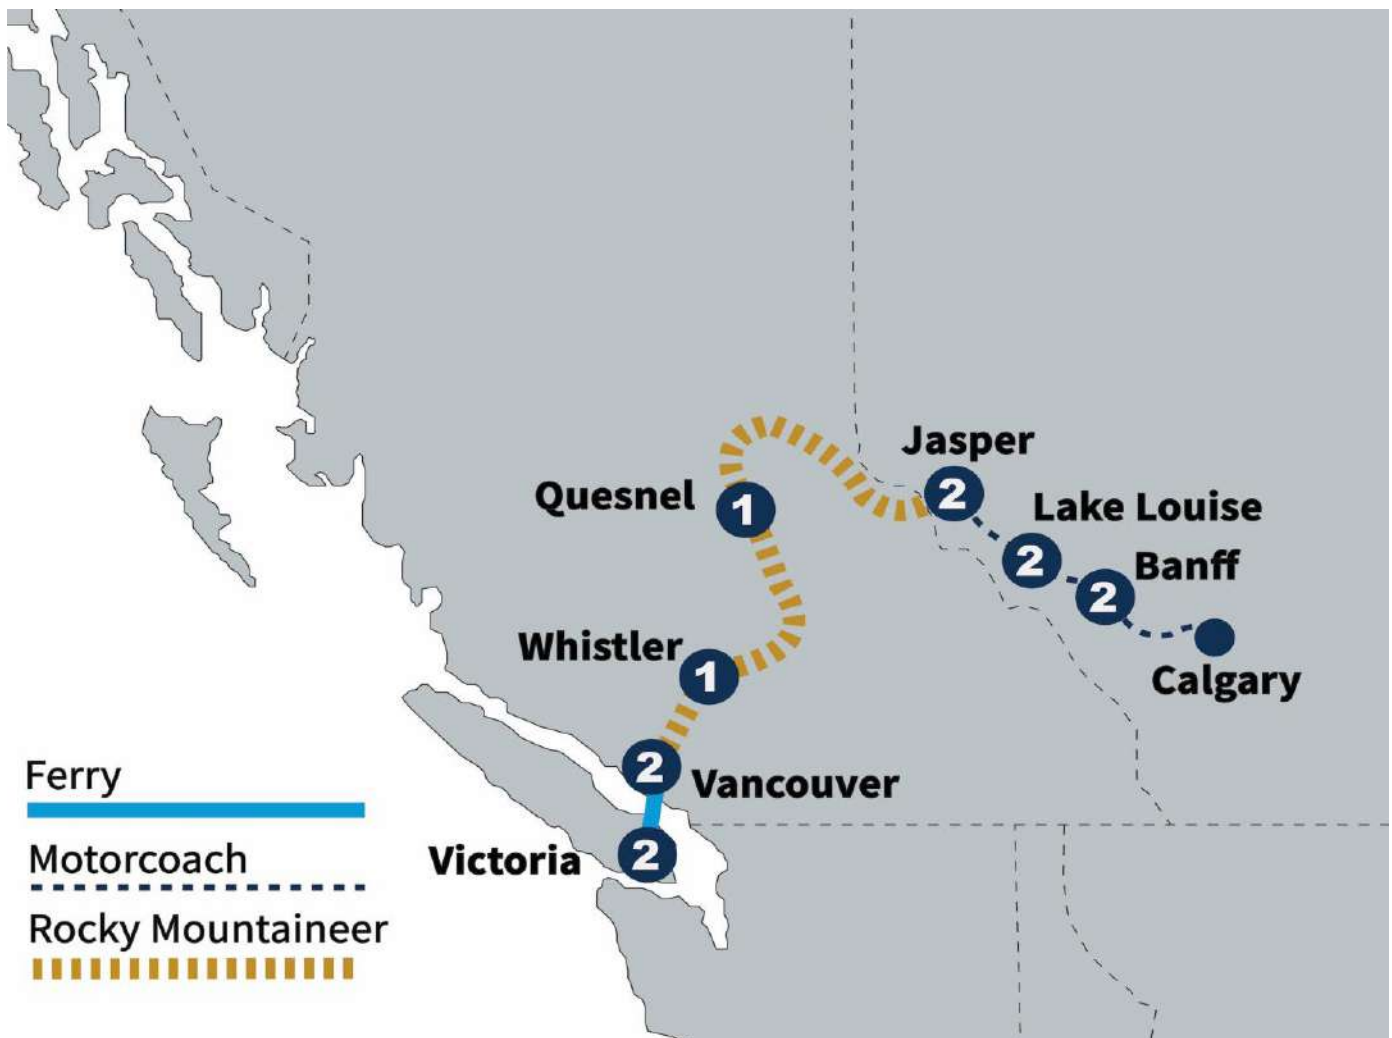 Jasper
2
Quesnel
1
Lake Louise
2
Banff
2
Whistler
1
Calgary
Vancouver
2
Victoria
2
Ferry
Motorcoach
Rocky Mountaineer